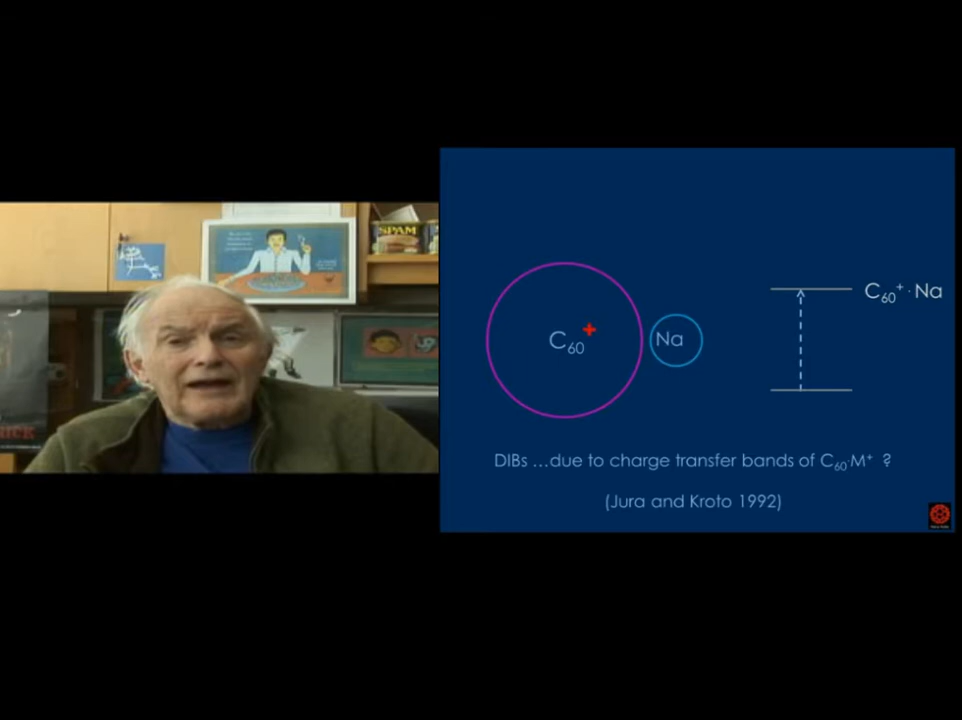 SPAM
C60+
Na
C60+·Na
DIBs ...due to charge transfer bands of C60·M+ ?
(Jura and Kroto 1992)